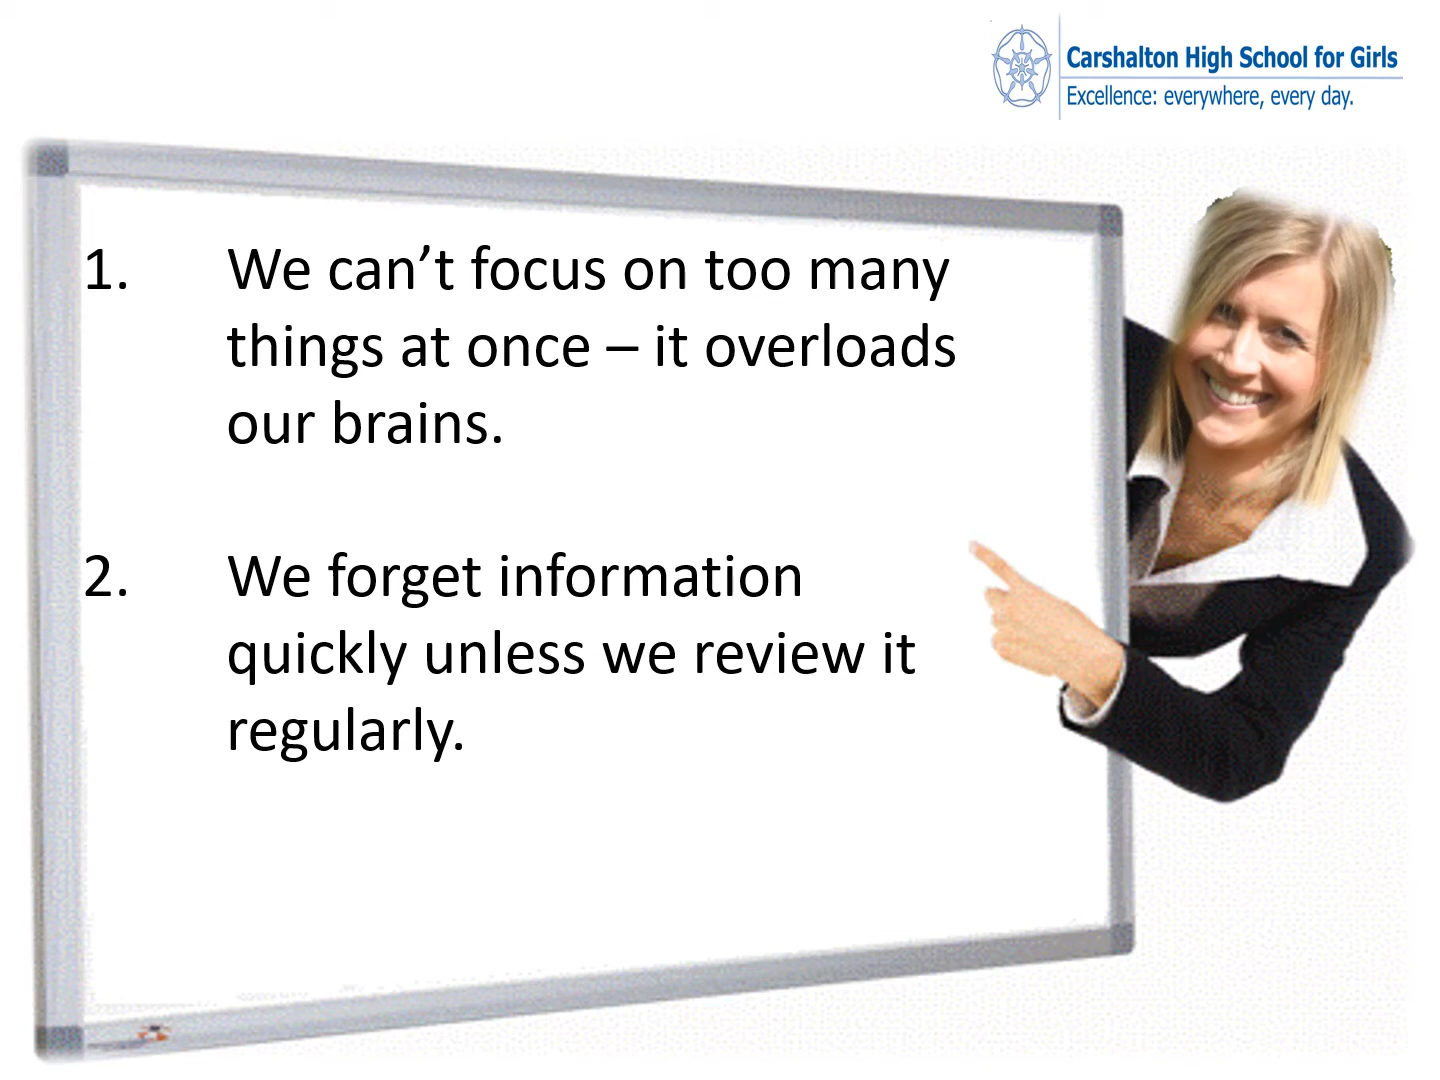 Carshalton High School for Girls
Excellence: everywhere, every day.
1. We can’t focus on too many
things at once – it overloads
our brains.
2. We forget information
quickly unless we review it
regularly.